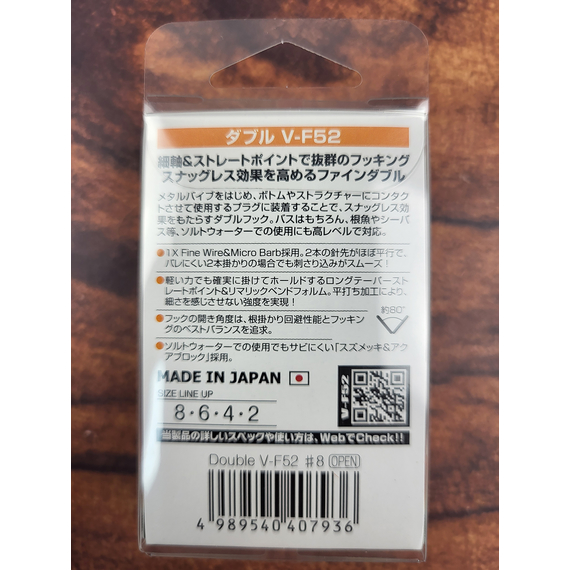 ダブル V-F52
細軸&ストレートポイントで抜群のフッキング
スナッグレス効果を高めるファインダブル
メタルバイブをはじめ、ボトムやストラクチャーにコンタク
トさせて使用するプラグに装着することで、スナッグレス効
果をもたらすダブルフック。バスはもちろん、根魚やシーバ
ス等、ソルトウォーターでの使用にも高レベルで対応。
●1X Fine Wire&Micro Barb採用。2本の針先がほぼ平行で、
バレにくい2本掛かりの場合でも刺さり込みがスムーズ!
●軽い力でも確実に掛けてホールドするロングテーパースト
レートポイント&リマリックベンドフォルム。平打ち加工により、
細さを感じさせない強度を実現!
約80°
●フックの開き角度は、根掛かり回避性能とフッキング
のベストバランスを追求。
●ソルトウォーターでの使用でもサビにくい「スズメッキ&アク
アブロック」採用。
MADE IN JAPAN
SIZE LINE UP
8・6・4・2
V-F52
当製品の詳しいスペックや使い方は、WebでCheck!!
Double V-F52 #8 OPEN
4 989540 407936